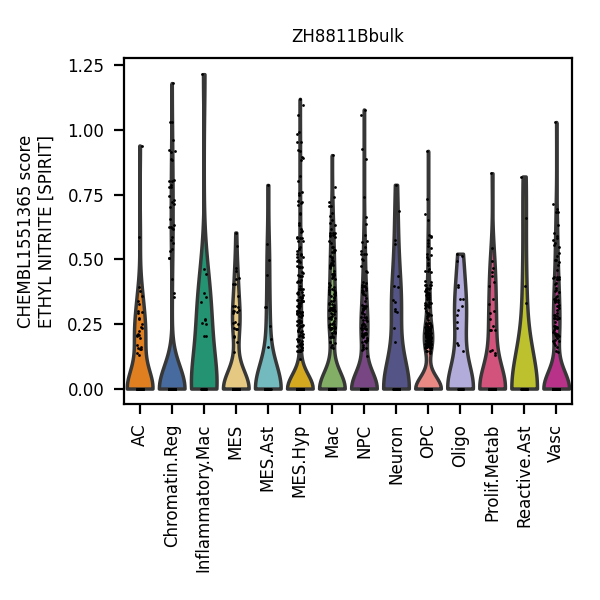 ZH8811Bbulk
CHEMBL1551365 score
ETHYL NITRITE [SPIRIT]
1.25
1.00
0.75
0.50
0.25
0.00
AC
Chromatin.Reg
Inflammatory.Mac
MES
MES.Ast
MES.Hyp
Mac
NPC
Neuron
OPC
Oligo
Prolif.Metab
Reactive.Ast
Vasc